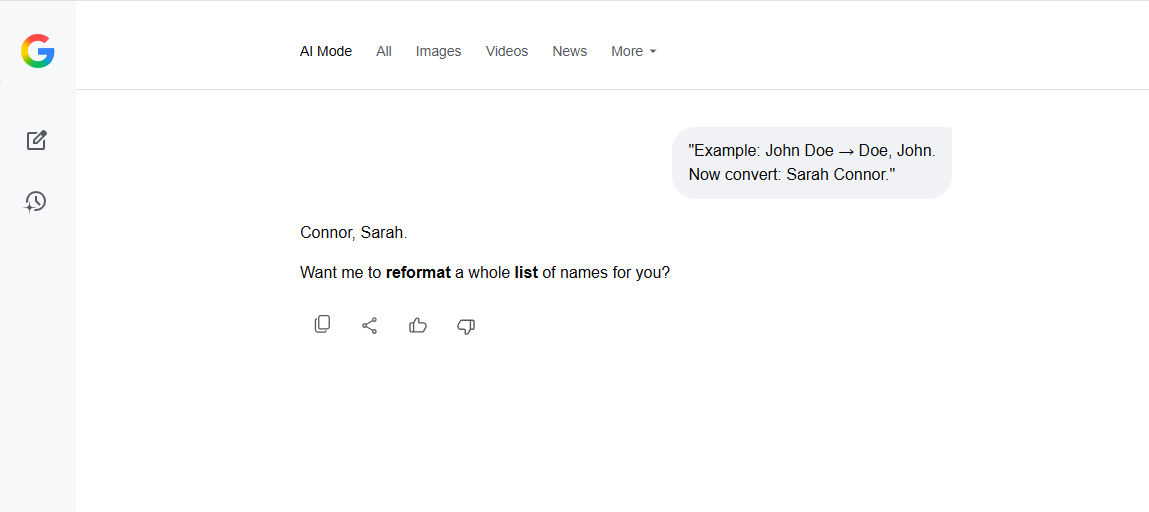 AI Mode All Images Videos News More
"Example: John Doe → Doe, John.
Now convert: Sarah Connor."
Connor, Sarah.
Want me to reformat a whole list of names for you?